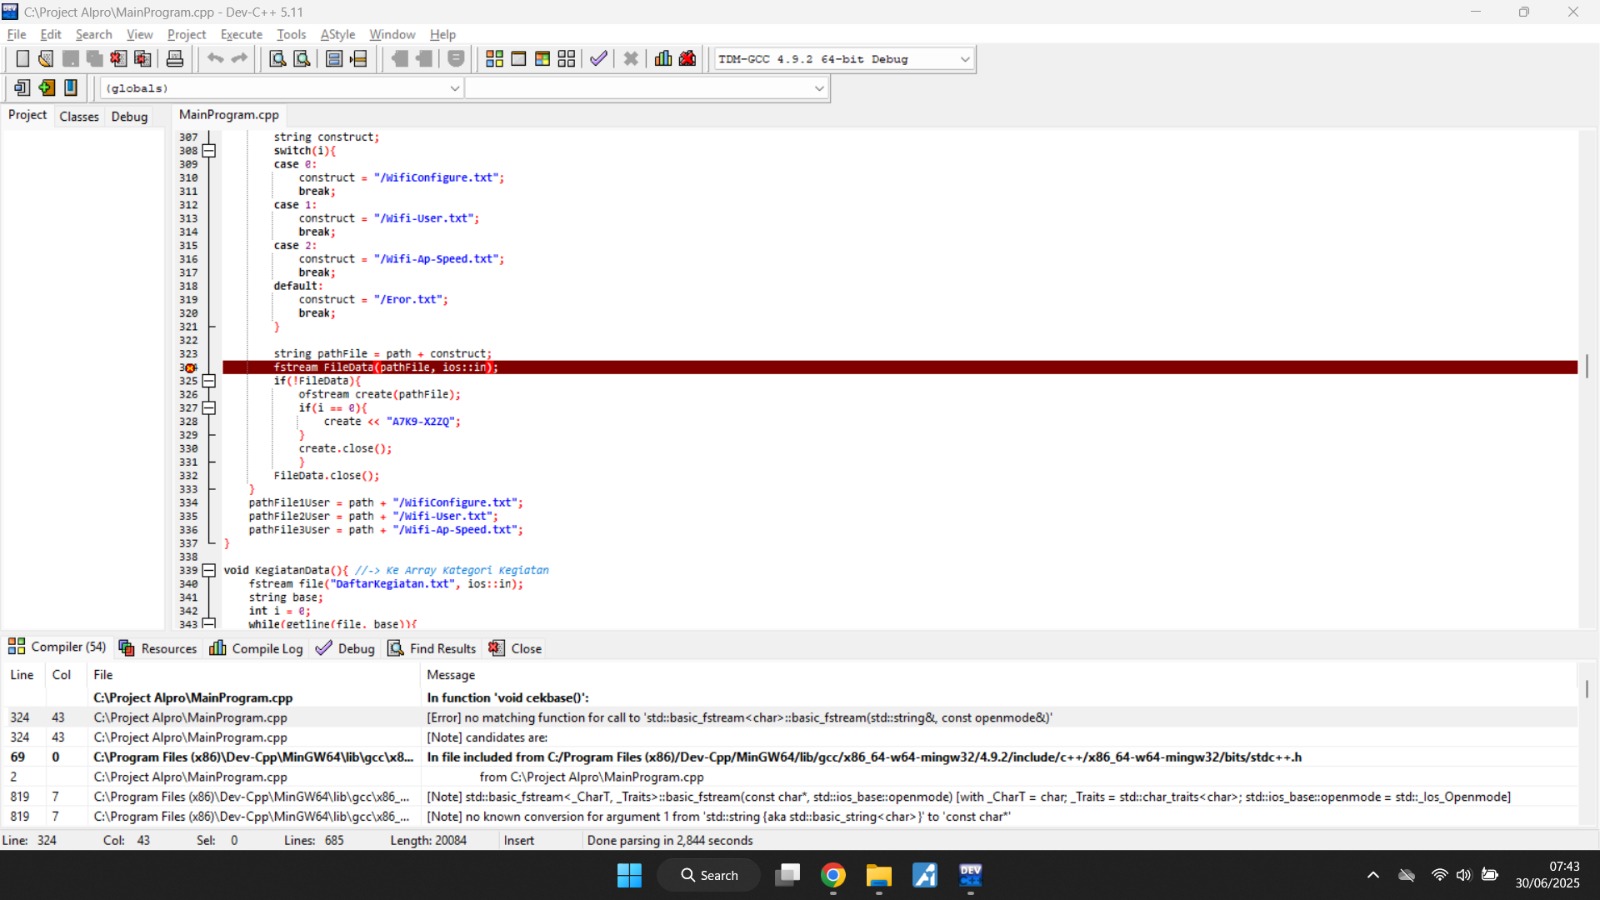 C:\Project Alpro\MainProgram.cpp - Dev-C++ 5.11
File Edit Search View Project Execute Tools AStyle Window Help
TDM-GCC 4.9.2 64-bit Debug
(globals)
Project Classes Debug
MainProgram.cpp
307 string construct;
308 switch(i){
309 case 0:
310 construct = "/WifiConfigure.txt";
311 break;
312 case 1:
313 construct = "/Wifi-User.txt";
314 break;
315 case 2:
316 construct = "/Wifi-Ap-Speed.txt";
317 break;
318 default:
319 construct = "/Eror.txt";
320 break;
321 }
322
323 string pathFile = path + construct;
fstream FileData(pathFile, ios::in);
325 if(!FileData){
326 ofstream create(pathFile);
327 if(i == 0){
328 create << "A7K9-X2ZQ";
329 }
330 create.close();
331 }
332 FileData.close();
333 }
334 pathFile1User = path + "/WifiConfigure.txt";
335 pathFile2User = path + "/Wifi-User.txt";
336 pathFile3User = path + "/Wifi-Ap-Speed.txt";
337 }
338
339 void KegiatanData(){ //-> Ke Array Kategori Kegiatan
340 fstream file("DaftarKegiatan.txt", ios::in);
341 string base;
342 int i = 0;
343 while(getline(file, base)){
Compiler (54) Resources Compile Log Debug Find Results Close
Line Col File Message
C:\Project Alpro\MainProgram.cpp In function 'void cekbase()':
324 43 C:\Project Alpro\MainProgram.cpp [Error] no matching function for call to 'std::basic_fstream<char>::basic_fstream(std::string&, const openmode&)'
324 43 C:\Project Alpro\MainProgram.cpp [Note] candidates are:
69 0 C:\Program Files (x86)\Dev-Cpp\MinGW64\lib\gcc\x8... In file included from C:/Program Files (x86)/Dev-Cpp/MinGW64/lib/gcc/x86_64-w64-mingw32/4.9.2/include/c++/x86_64-w64-mingw32/bits/stdc++.h
2 C:\Project Alpro\MainProgram.cpp from C:\Project Alpro\MainProgram.cpp
819 7 C:\Program Files (x86)\Dev-Cpp\MinGW64\lib\gcc\x86_... [Note] std::basic_fstream<_CharT, _Traits>::basic_fstream(const char*, std::ios_base::openmode) [with _CharT = char; _Traits = std::char_traits<char>; std::ios_base::openmode = std::_Ios_Openmode]
819 7 C:\Program Files (x86)\Dev-Cpp\MinGW64\lib\gcc\x86_... [Note] no known conversion for argument 1 from 'std::string {aka std::basic_string<char>}' to 'const char*'
Line: 324 Col: 43 Sel: 0 Lines: 685 Length: 20084 Insert Done parsing in 2,844 seconds
Search
DEV
07:43
30/06/2025